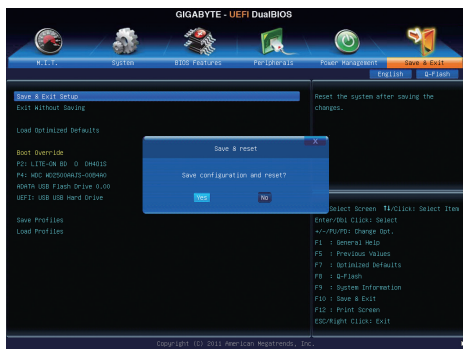 GIGABYTE - UEFI DualBIOS
M.I.T. System BIOS Features Peripherals Power Management Save & Exit
English Q-Flash
Save & Exit Setup
Exit Without Saving
Load Optimized Defaults
Boot Override
P2: LITE-ON BD O DH401S
P4: WDC WD2500AAJS-00B4A0
ADATA USB Flash Drive 0.00
UEFI: USB USB Hard Drive
Save Profiles
Load Profiles
Reset the system after saving the
changes.
Save & reset
X
Save configuration and reset?
Yes No
Select Screen ↑↓/Click: Select Item
Enter/Dbl Click: Select
+/-/PU/PD: Change Opt.
F1 : General Help
F5 : Previous Values
F7 : Optimized Defaults
F8 : Q-Flash
F9 : System Information
F10 : Save & Exit
F12 : Print Screen
ESC/Right Click: Exit
Copyright (C) 2011 American Megatrends, Inc.